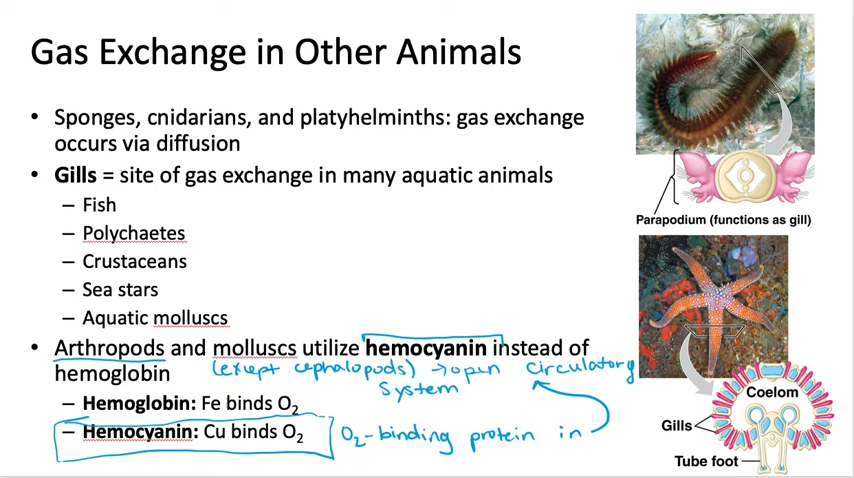 Gas Exchange in Other Animals
• Sponges, cnidarians, and platyhelminths: gas exchange
occurs via diffusion
• Gills = site of gas exchange in many aquatic animals
– Fish
– Polychaetes
– Crustaceans
– Sea stars
– Aquatic molluscs
• Arthropods and molluscs utilize hemocyanin instead of
hemoglobin
(except cephalopods) → open circulatory
system
– Hemoglobin: Fe binds O₂
– Hemocyanin: Cu binds O₂
O₂-binding protein in
Parapodium (functions as gill)
Coelom
Gills
Tube foot